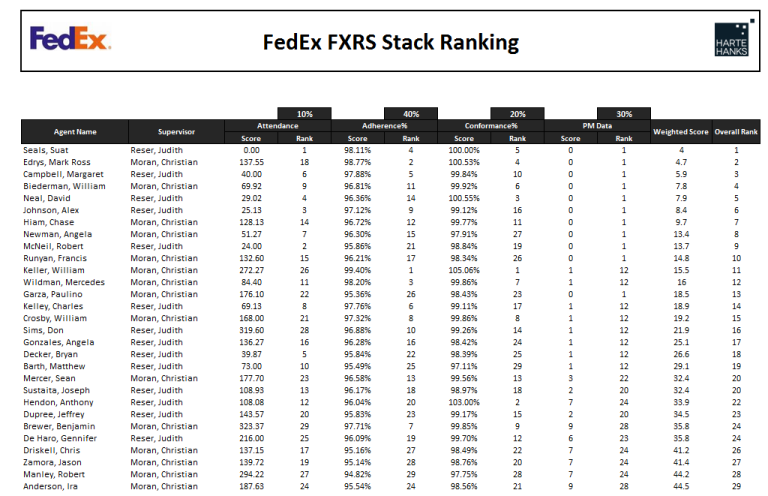 FedEx.
FedEx FXRS Stack Ranking
HARTE
HANKS
10% 40% 20% 30%
Agent Name Supervisor Attendance Adherence% Conformance% PM Data Weighted Score Overall Rank
Score Rank Score Rank Score Rank Score Rank
Seals, Suat Reser, Judith 0.00 1 98.11% 4 100.00% 5 0 1 4 1
Edrys, Mark Ross Moran, Christian 137.55 18 98.77% 2 100.53% 4 0 1 4.7 2
Campbell, Margaret Reser, Judith 40.00 6 97.88% 5 99.84% 10 0 1 5.9 3
Biederman, William Moran, Christian 69.92 9 96.81% 11 99.92% 6 0 1 7.8 4
Neal, David Reser, Judith 29.02 4 96.36% 14 100.55% 3 0 1 7.9 5
Johnson, Alex Reser, Judith 25.13 3 97.12% 9 99.12% 16 0 1 8.4 6
Hiam, Chase Moran, Christian 128.13 14 96.72% 12 99.77% 11 0 1 9.7 7
Newman, Angela Moran, Christian 51.27 7 96.30% 15 97.91% 27 0 1 13.4 8
McNeil, Robert Reser, Judith 24.00 2 95.86% 21 98.84% 19 0 1 13.7 9
Runyan, Francis Moran, Christian 132.60 15 96.21% 17 98.34% 26 0 1 14.8 10
Keller, William Moran, Christian 272.27 26 99.40% 1 105.06% 1 1 12 15.5 11
Wildman, Mercedes Moran, Christian 84.40 11 98.20% 3 99.86% 7 1 12 16 12
Garza, Paulino Moran, Christian 176.10 22 95.36% 26 98.43% 23 0 1 18.5 13
Kelley, Charles Reser, Judith 69.13 8 97.76% 6 99.11% 17 1 12 18.9 14
Crosby, William Moran, Christian 168.00 21 97.32% 8 99.86% 8 1 12 19.2 15
Sims, Don Reser, Judith 319.60 28 96.88% 10 99.26% 14 1 12 21.9 16
Gonzales, Angela Reser, Judith 136.27 16 96.28% 16 98.42% 24 1 12 25.1 17
Decker, Bryan Reser, Judith 39.87 5 95.84% 22 98.39% 25 1 12 26.6 18
Barth, Matthew Reser, Judith 73.00 10 95.49% 25 97.11% 29 1 12 29.1 19
Mercer, Sean Moran, Christian 177.70 23 96.58% 13 99.56% 13 3 22 32.4 20
Sustaita, Joseph Reser, Judith 108.93 13 96.17% 18 98.97% 18 2 20 32.4 20
Hendon, Anthony Reser, Judith 108.08 12 96.04% 20 103.00% 2 7 24 33.9 22
Dupree, Jeffrey Reser, Judith 143.57 20 95.83% 23 99.17% 15 2 20 34.5 23
Brewer, Benjamin Moran, Christian 323.37 29 97.71% 7 99.85% 9 9 28 35.8 24
De Haro, Gennifer Reser, Judith 216.00 25 96.09% 19 99.70% 12 6 23 35.8 24
Driskell, Chris Moran, Christian 137.15 17 95.16% 27 98.49% 22 7 24 41.2 26
Zamora, Jason Moran, Christian 139.72 19 95.14% 28 98.76% 20 7 24 41.4 27
Manley, Robert Moran, Christian 294.22 27 94.82% 29 97.75% 28 7 24 44.2 28
Anderson, Ira Moran, Christian 187.63 24 95.54% 24 98.56% 21 9 28 44.5 29